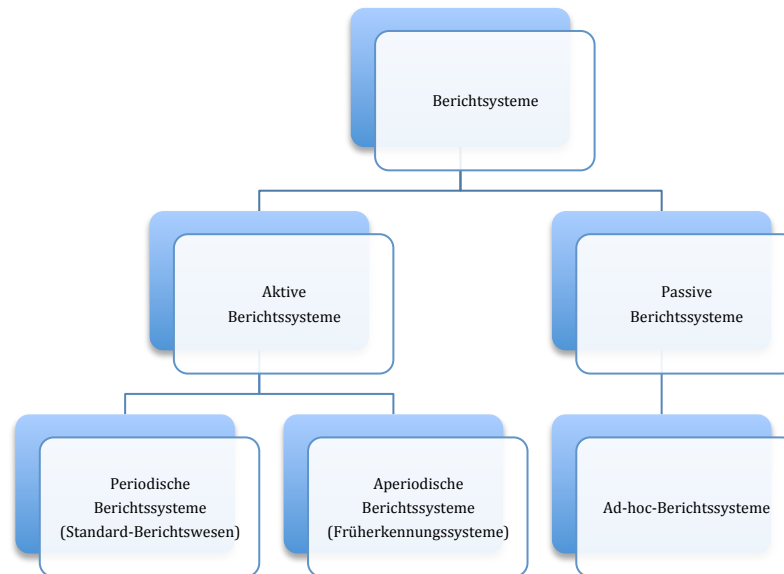 Berichtsysteme
Aktive
Berichtssysteme
Passive
Berichtssysteme
Periodische
Berichtssysteme
(Standard-Berichtswesen)
Aperiodische
Berichtssysteme
(Früherkennungssysteme)
Ad-hoc-Berichtssysteme